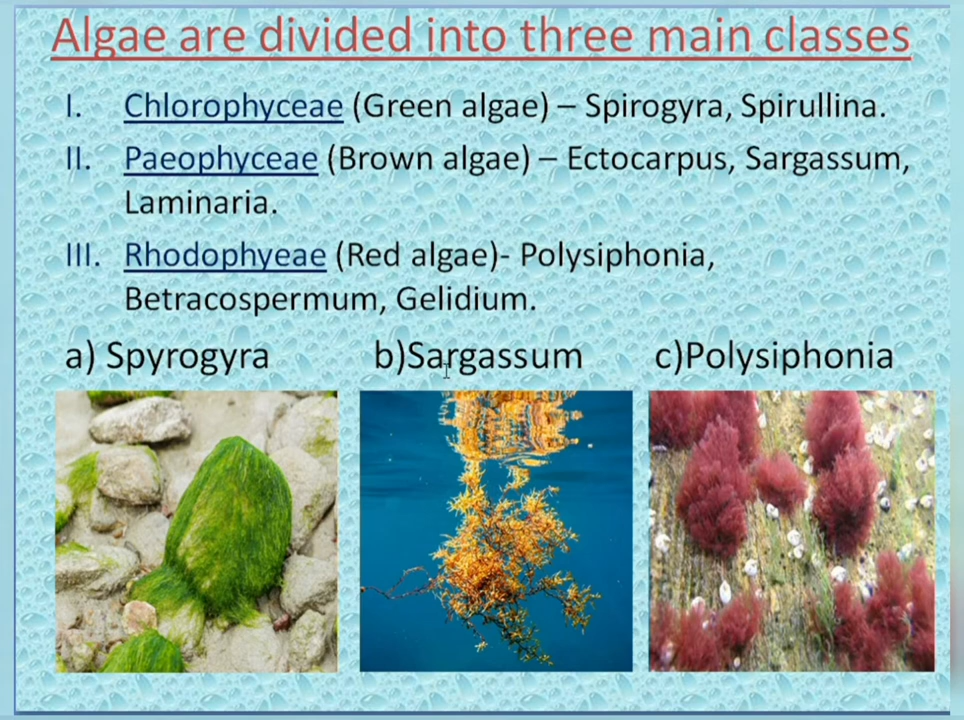 Algae are divided into three main classes
I. Chlorophyceae (Green algae) – Spirogyra, Spirullina.
II. Paeophyceae (Brown algae) – Ectocarpus, Sargassum,
Laminaria.
III. Rhodophyeae (Red algae)- Polysiphonia,
Betracospermum, Gelidium.
a) Spyrogyra b)Sargassum c)Polysiphonia